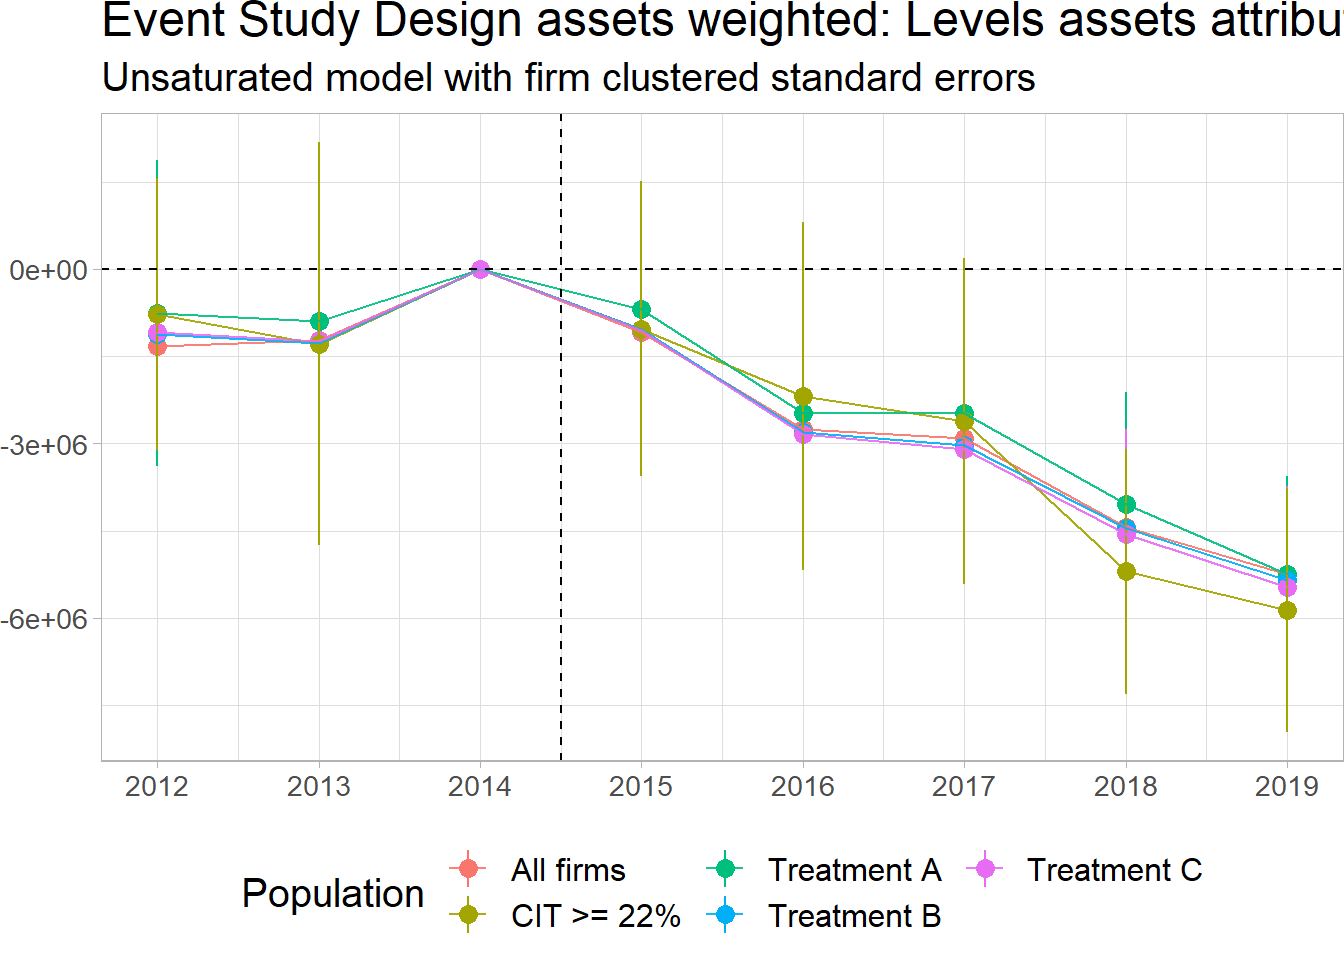 Event Study Design assets weighted: Levels assets attribu
Unsaturated model with firm clustered standard errors
0e+00
-3e+06
-6e+06
2012 2013 2014 2015 2016 2017 2018 2019
Population
All firms Treatment A Treatment C
CIT >= 22% Treatment B